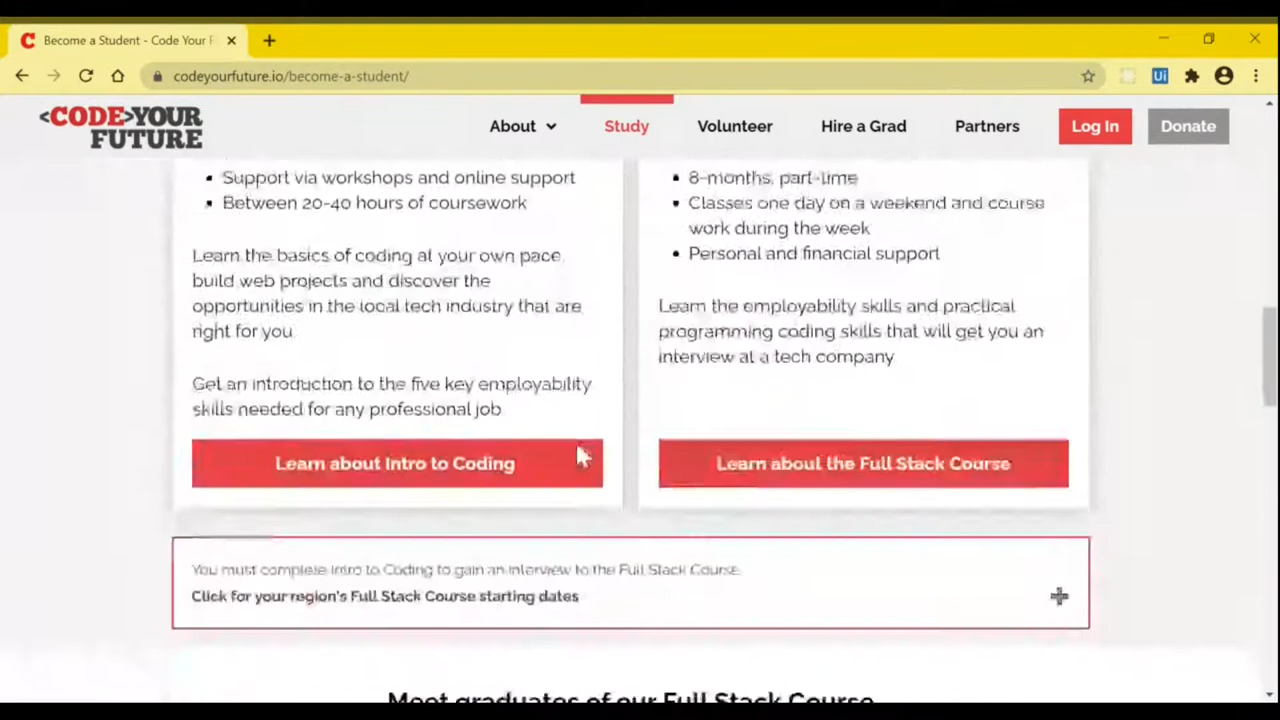 Become a Student - Code Your F
codeyourfuture.io/become-a-student/
Ui
<CODE>YOUR
FUTURE
About
Study
Volunteer
Hire a Grad
Partners
Log In
Donate
Support via workshops and online support
Between 20-40 hours of coursework
Learn the basics of coding at your own pace,
build web projects and discover the
opportunities in the local tech industry that are
right for you.
Get an introduction to the five key employability
skills needed for any professional job
Learn about Intro to Coding
8-months, part-time
Classes one day on a weekend and course
work during the week
Personal and financial support
Learn the employability skills and practical
programming coding skills that will get you an
interview at a tech company
Learn about the Full Stack Course
You must complete Intro to Coding to gain an interview to the Full Stack Course.
Click for your region's Full Stack Course starting dates
Meet graduates of our Full Stack Course